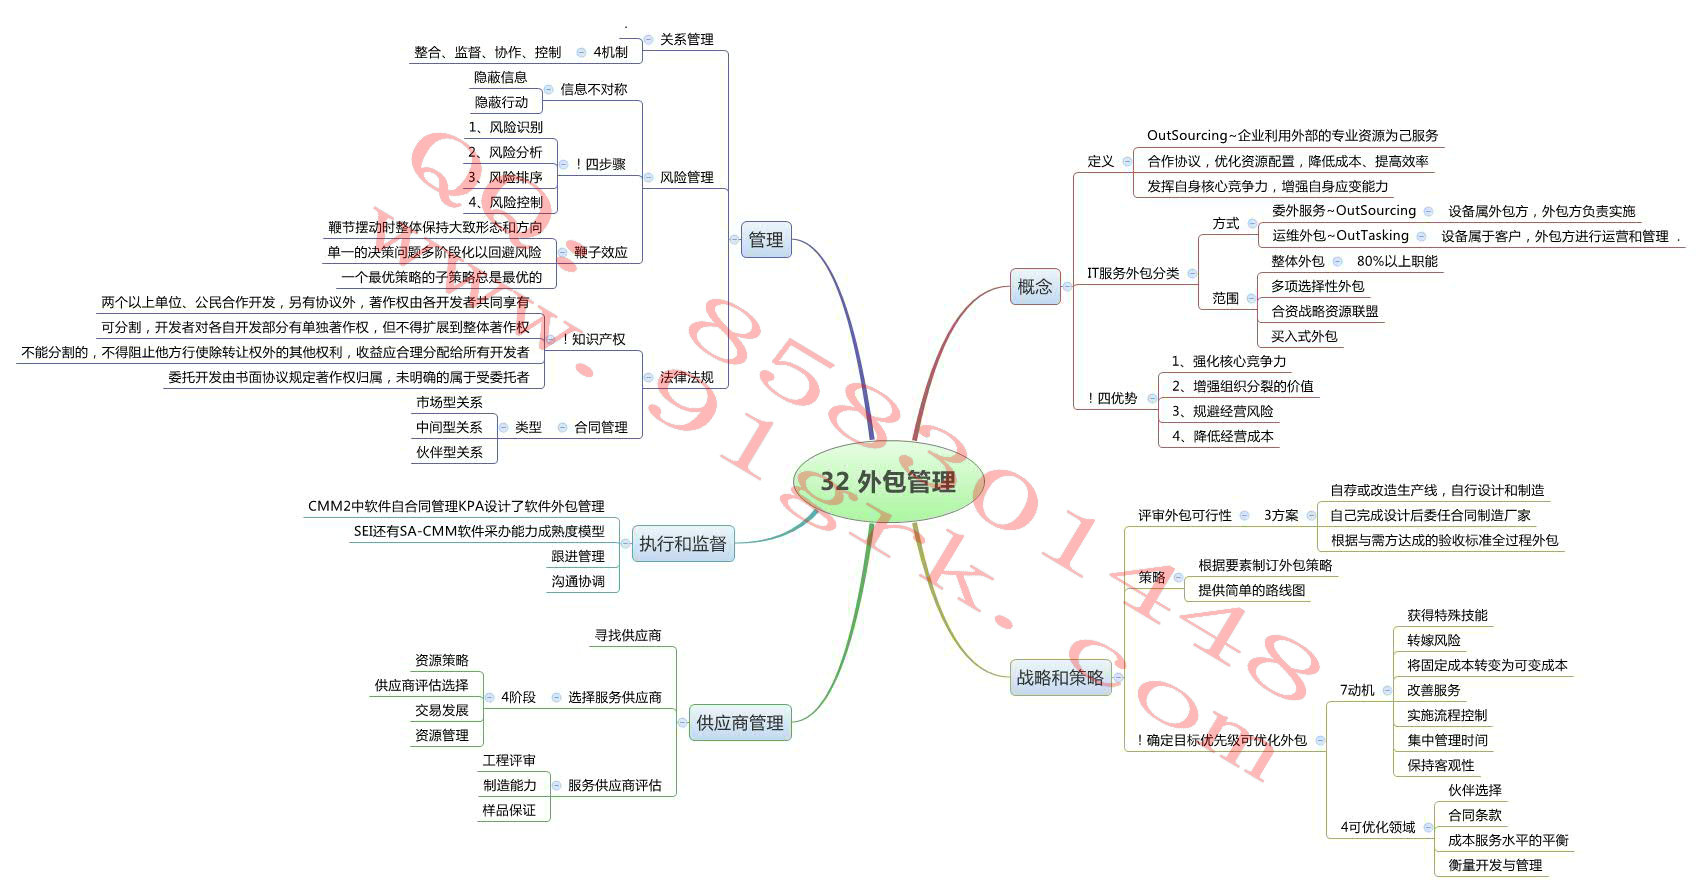 32 外包管理
概念
定义
OutSourcing~企业利用外部的专业资源为己服务
合作协议，优化资源配置，降低成本、提高效率
发挥自身核心竞争力，增强自身应变能力
IT服务外包分类
方式
委外服务~OutSourcing
设备属外包方，外包方负责实施
运维外包~OutTasking
设备属于客户，外包方进行运营和管理 .
范围
整体外包
80%以上职能
多项选择性外包
合资战略资源联盟
买入式外包
! 四优势
1、强化核心竞争力
2、增强组织分裂的价值
3、规避经营风险
4、降低经营成本
战略和策略
评审外包可行性
3方案
自荐或改造生产线，自行设计和制造
自己完成设计后委任合同制造厂家
根据与需方达成的验收标准全过程外包
策略
根据要素制订外包策略
提供简单的路线图
! 确定目标优先级可优化外包
7动机
获得特殊技能
转嫁风险
将固定成本转变为可变成本
改善服务
实施流程控制
集中管理时间
保持客观性
4可优化领域
伙伴选择
合同条款
成本服务水平的平衡
衡量开发与管理
管理
关系管理
.
4机制
整合、监督、协作、控制
风险管理
信息不对称
隐蔽信息
隐蔽行动
! 四步骤
1、风险识别
2、风险分析
3、风险排序
4、风险控制
鞭子效应
鞭节摆动时整体保持大致形态和方向
单一的决策问题多阶段化以回避风险
一个最优策略的子策略总是最优的
法律法规
! 知识产权
两个以上单位、公民合作开发，另有协议外，著作权由各开发者共同享有
可分割，开发者对各自开发部分有单独著作权，但不得扩展到整体著作权
不能分割的，不得阻止他方行使除转让权外的其他权利，收益应合理分配给所有开发者
委托开发由书面协议规定著作权归属，未明确的属于受委托者
合同管理
类型
市场型关系
中间型关系
伙伴型关系
执行和监督
CMM2中软件自合同管理KPA设计了软件外包管理
SEI还有SA-CMM软件采办能力成熟度模型
跟进管理
沟通协调
供应商管理
寻找供应商
选择服务供应商
4阶段
资源策略
供应商评估选择
交易发展
资源管理
服务供应商评估
工程评审
制造能力
样品保证
QQ: 858301448
www.91grk.com